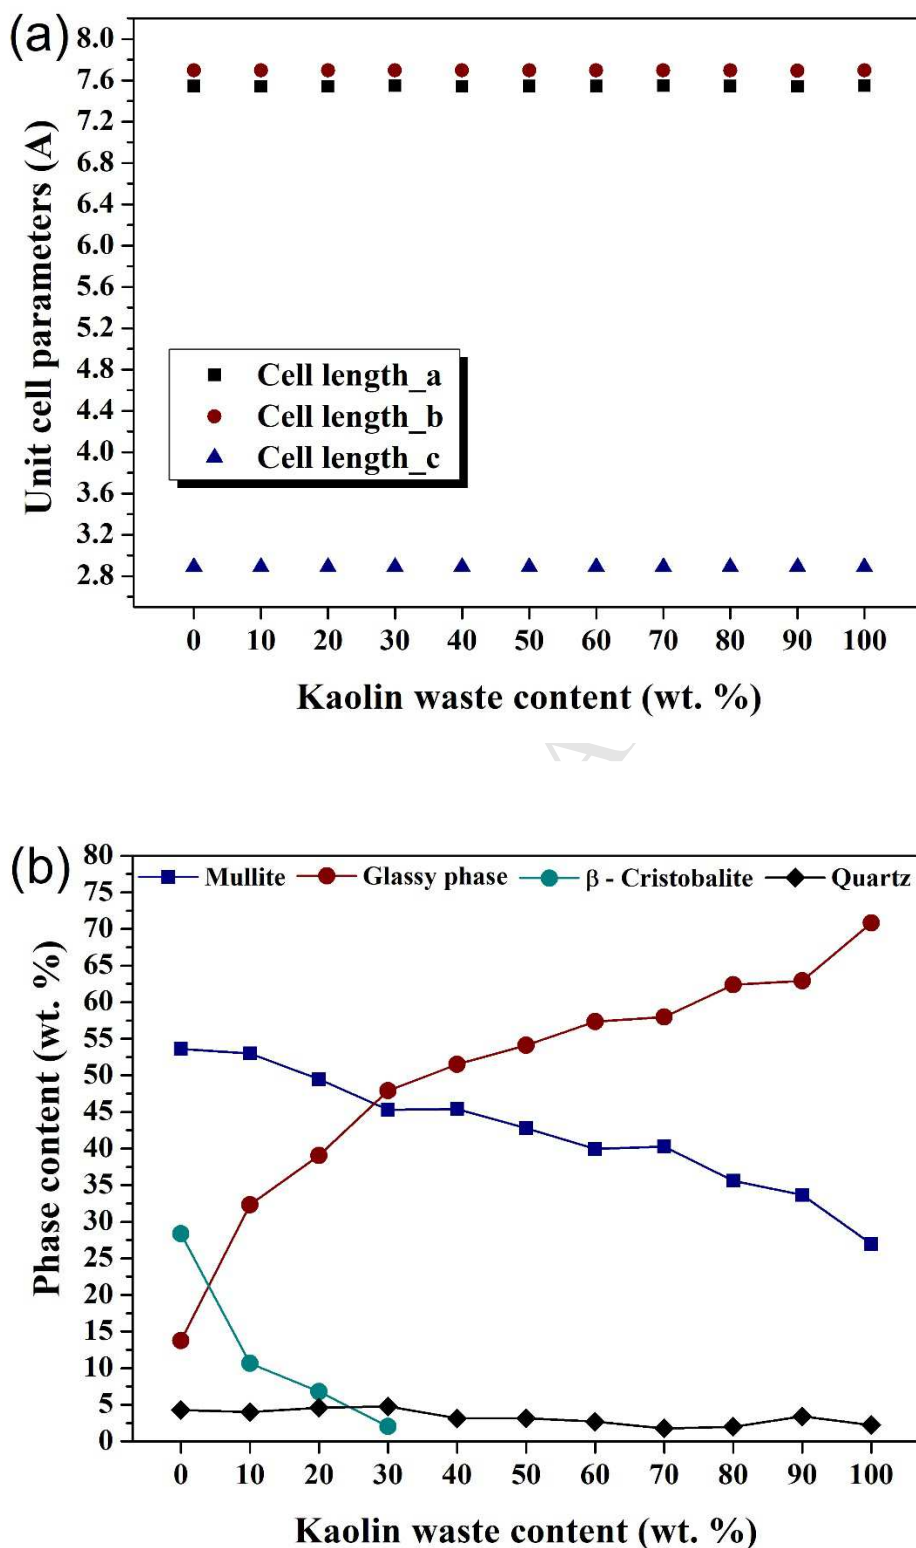 (a)
8.0
7.6
7.2
6.8
6.4
6.0
5.6
5.2
4.8
4.4
4.0
3.6
3.2
2.8
Unit cell parameters (A)
Cell length_a
Cell length_b
Cell length_c
0 10 20 30 40 50 60 70 80 90 100
Kaolin waste content (wt. %)
(b)
80
75
70
65
60
55
50
45
40
35
30
25
20
15
10
5
0
Phase content (wt. %)
Mullite Glassy phase β - Cristobalite Quartz
0 10 20 30 40 50 60 70 80 90 100
Kaolin waste content (wt. %)